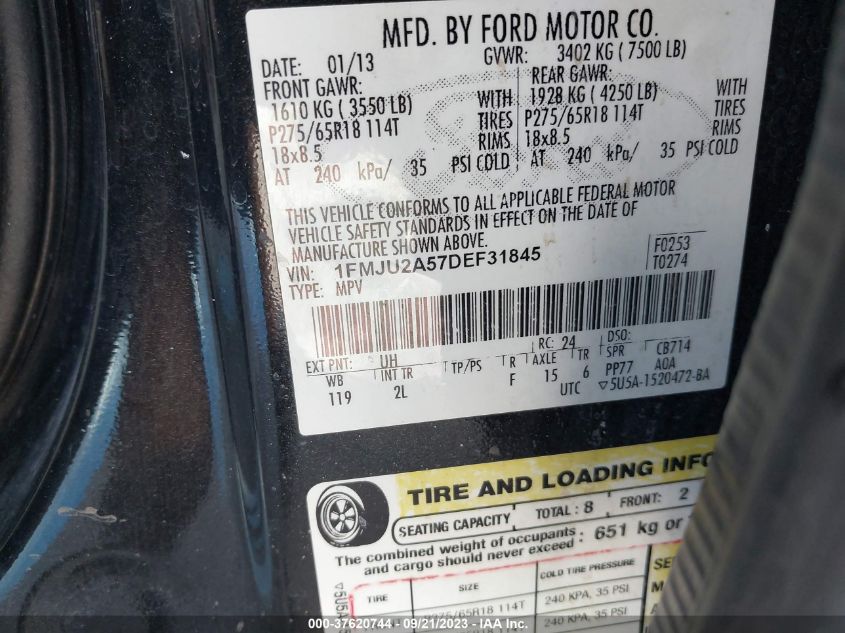 MFD. BY FORD MOTOR CO.
DATE: 01/13 GVWR: 3402 KG ( 7500 LB)
FRONT GAWR: REAR GAWR:
1610 KG ( 3550 LB) WITH 1928 KG ( 4250 LB) WITH
P275/65R18 114T TIRES P275/65R18 114T TIRES
18x8.5 RIMS 18x8.5 RIMS
AT 240 kPa/ 35 PSI COLD AT 240 kPa/ 35 PSI COLD
THIS VEHICLE CONFORMS TO ALL APPLICABLE FEDERAL MOTOR
VEHICLE SAFETY STANDARDS IN EFFECT ON THE DATE OF
MANUFACTURE SHOWN ABOVE.
VIN: 1FMJU2A57DEF31845 F0253
TYPE: MPV T0274
EXT PNT: UH RC: 24 DSO:
WB INT TR TP/PS R AXLE TR SPR CB714
119 2L F 15 6 PP77 A0A
UTC ▽5U5A-1520472-BA
TIRE AND LOADING INFO
SEATING CAPACITY TOTAL : 8 FRONT: 2
The combined weight of occupants and cargo should never exceed : 651 kg or
TIRE SIZE COLD TIRE PRESSURE
P275/65R18 114T 240 KPA, 35 PSI
240 KPA, 35 PSI
▽5U5A
000-37620744 - 09/21/2023 - IAA Inc.